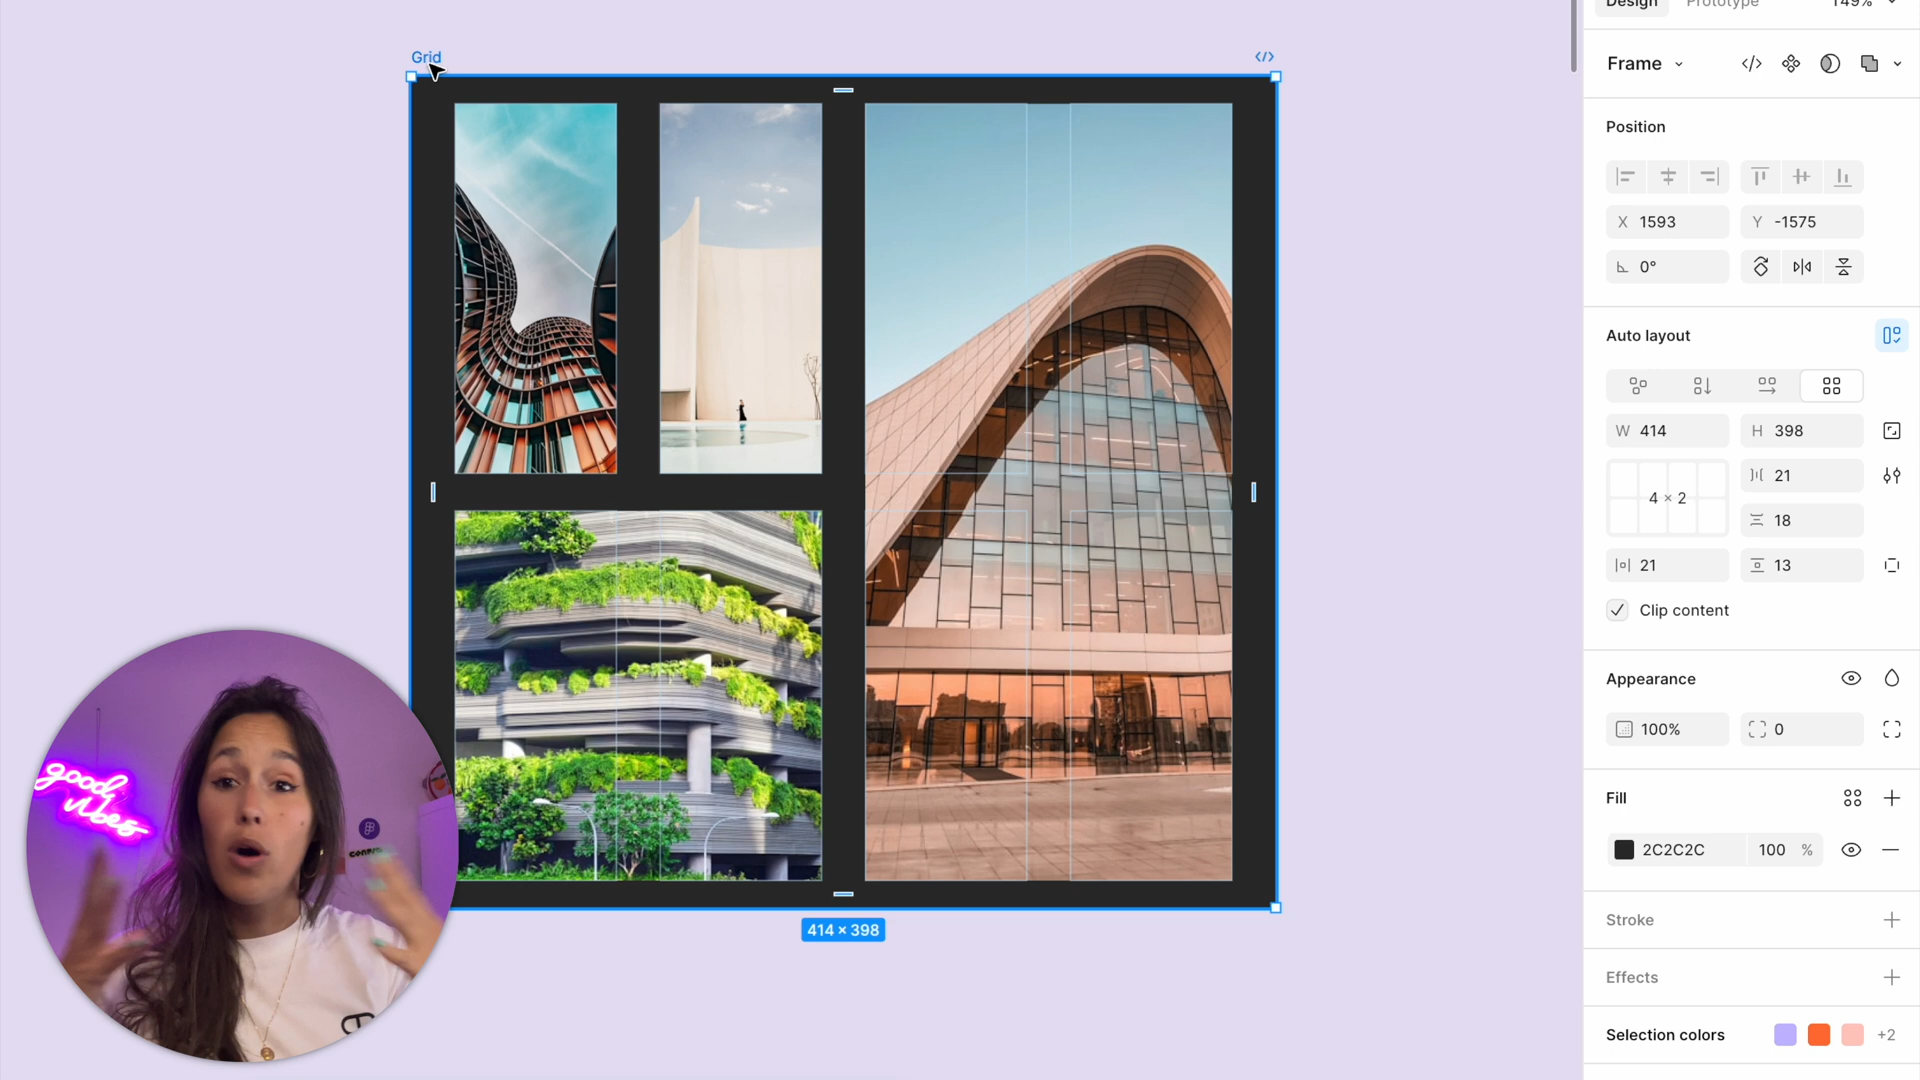 Design Prototype 149%
Grid
Frame
Position
X 1593
Y -1575
0°
Auto layout
W 414
H 398
4 × 2
21
18
21
13
Clip content
Appearance
100%
0
Fill
2C2C2C 100 %
Stroke
Effects
Selection colors
+2
414 × 398
good
vibes